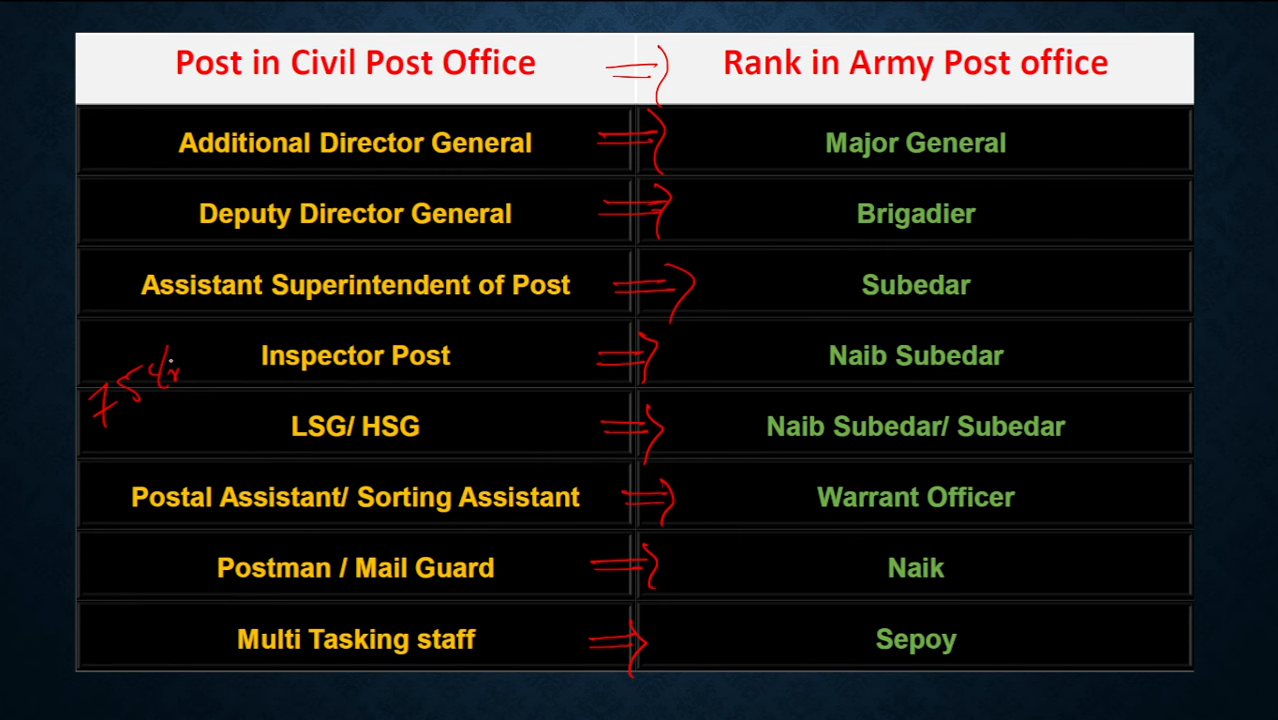 Post in Civil Post Office ⇒ Rank in Army Post office
Additional Director General ⇒ Major General
Deputy Director General ⇒ Brigadier
Assistant Superintendent of Post ⇒ Subedar
Inspector Post ⇒ Naib Subedar
LSG/ HSG ⇒ Naib Subedar/ Subedar
Postal Assistant/ Sorting Assistant ⇒ Warrant Officer
Postman / Mail Guard ⇒ Naik
Multi Tasking staff ⇒ Sepoy